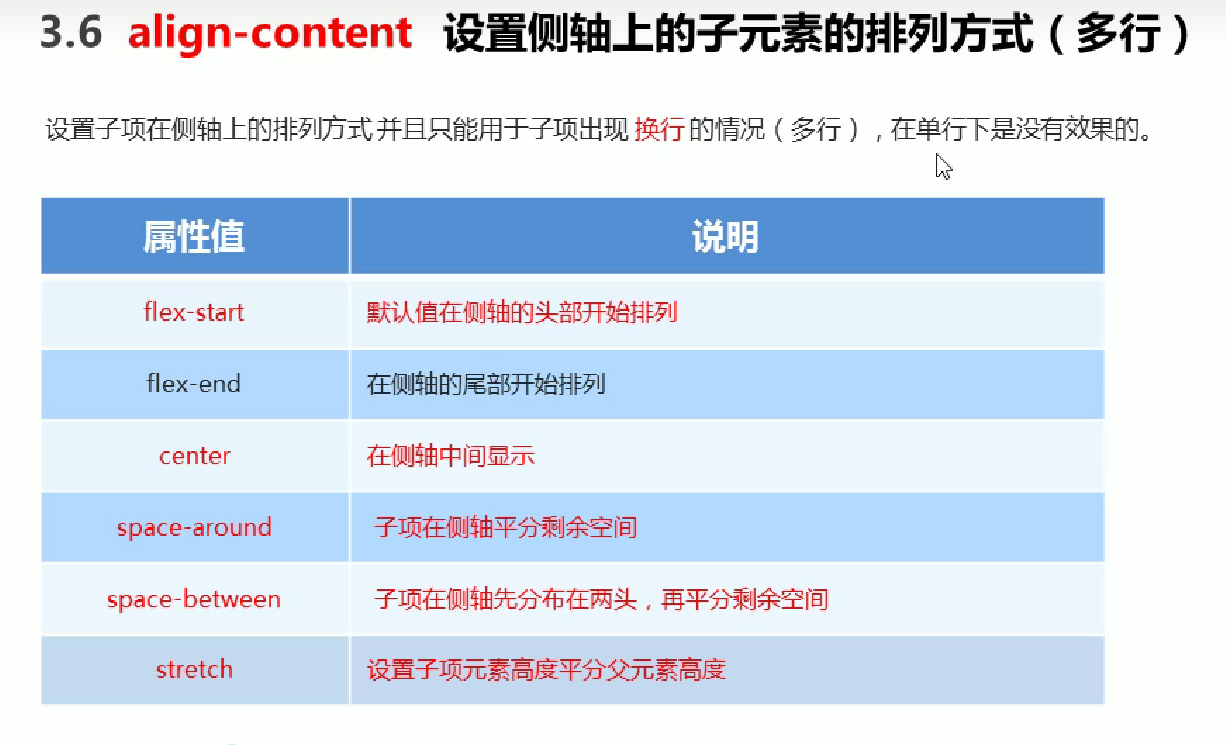 3.6 align-content 设置侧轴上的子元素的排列方式（多行）
设置子项在侧轴上的排列方式 并且只能用于子项出现 换行 的情况（多行），在单行下是没有效果的。
属性值 说明
flex-start 默认值在侧轴的头部开始排列
flex-end 在侧轴的尾部开始排列
center 在侧轴中间显示
space-around 子项在侧轴平分剩余空间
space-between 子项在侧轴先分布在两头，再平分剩余空间
stretch 设置子项元素高度平分父元素高度